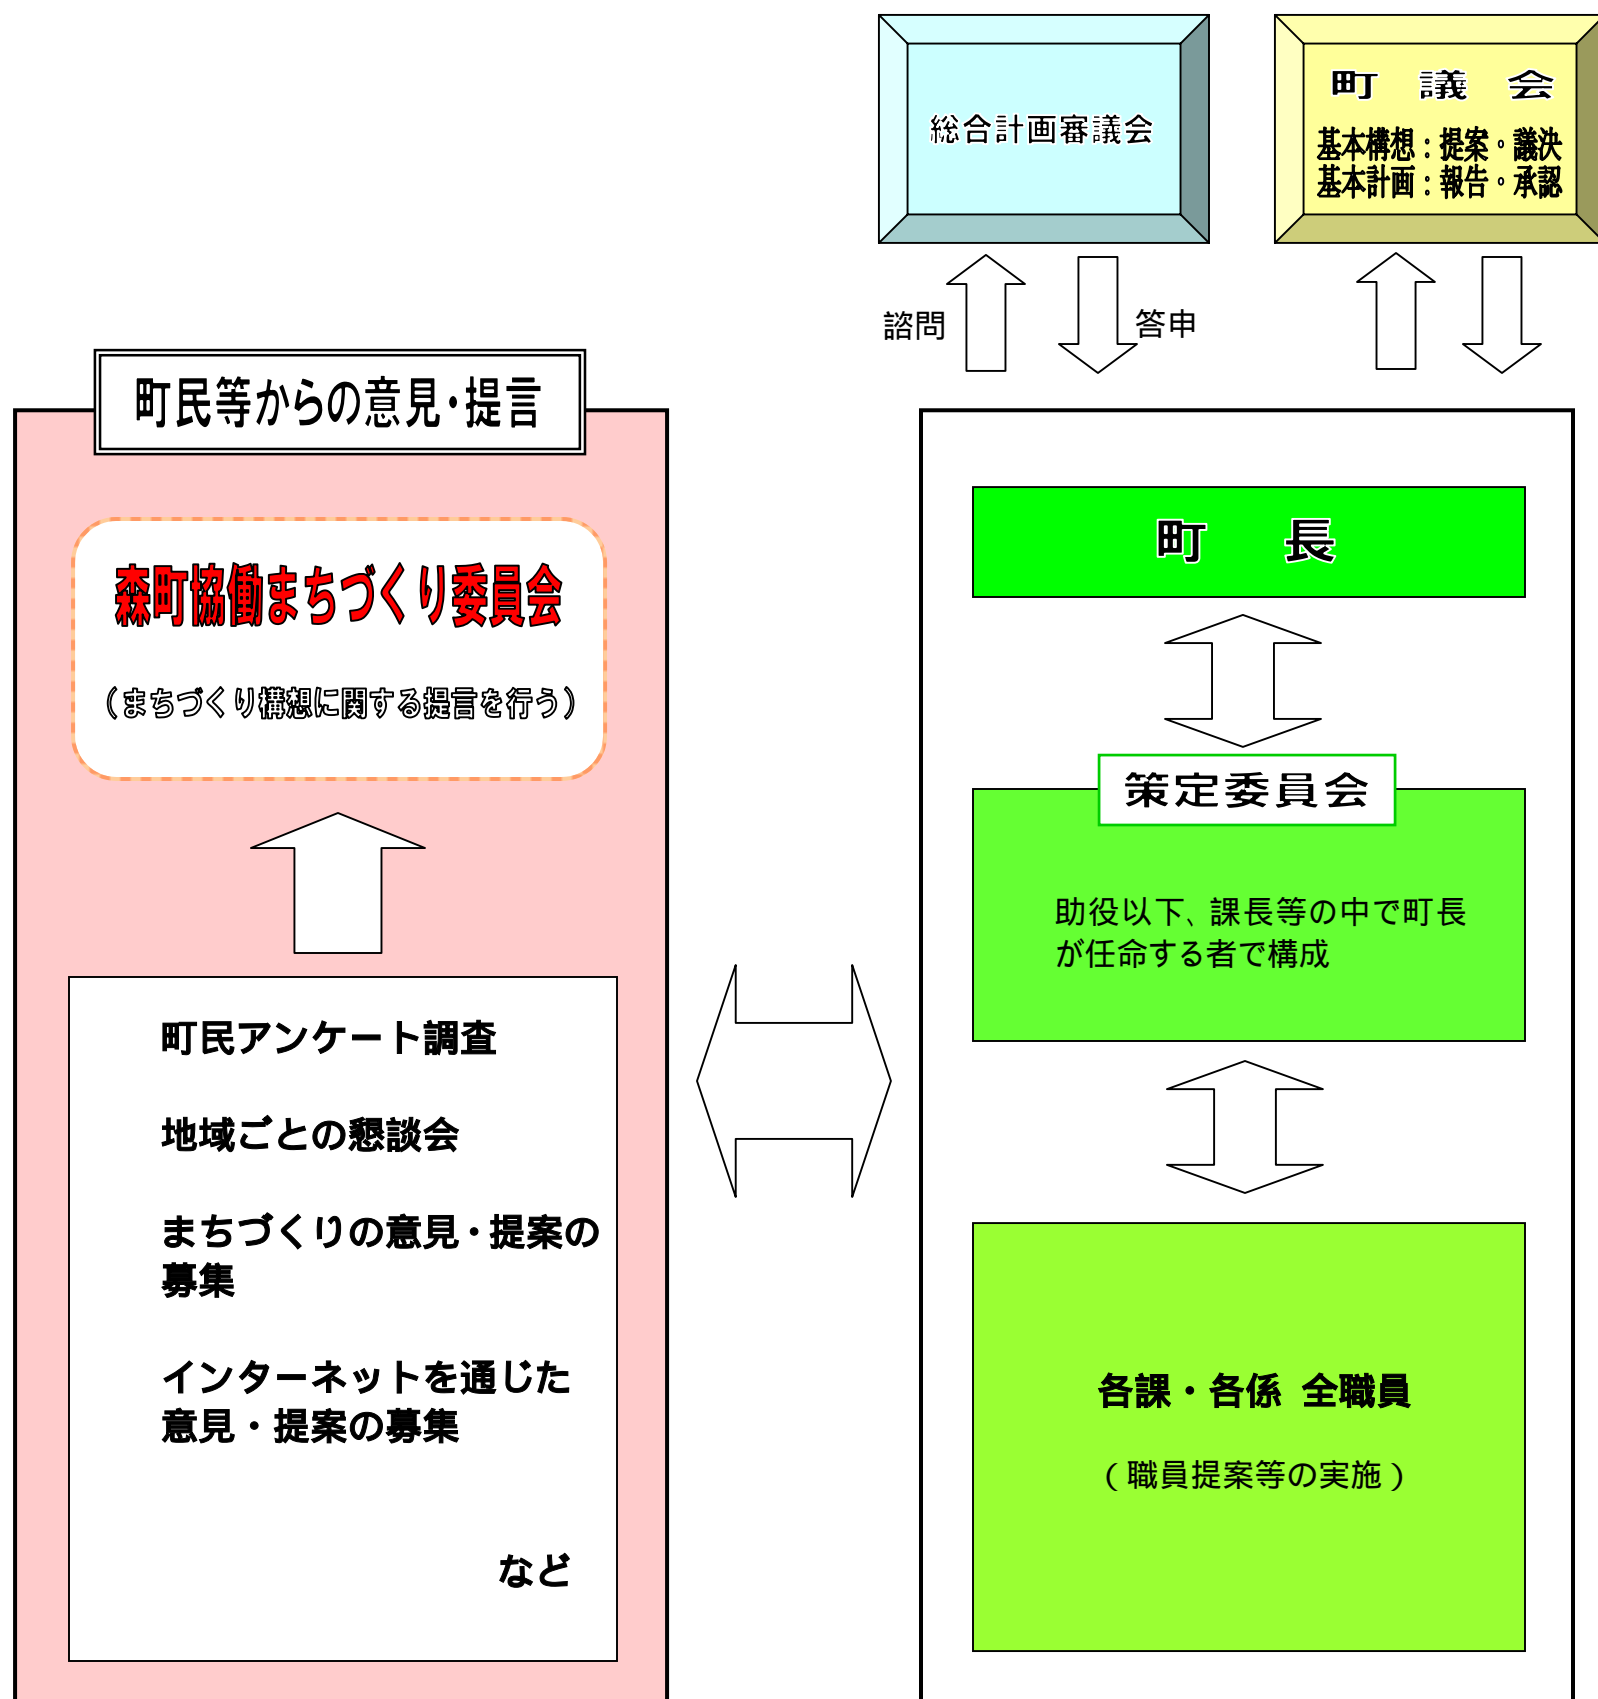 総合計画審議会
町　議　会
基本構想：提案。議決
基本計画：報告。承認
諮問
答申
町民等からの意見・提言
森町協働まちづくり委員会
（まちづくり構想に関する提言を行う）
町民アンケート調査
地域ごとの懇談会
まちづくりの意見・提案の
募集
インターネットを通じた
意見・提案の募集
など
町　長
策定委員会
助役以下、課長等の中で町長
が任命する者で構成
各課・各係 全職員
（職員提案等の実施）